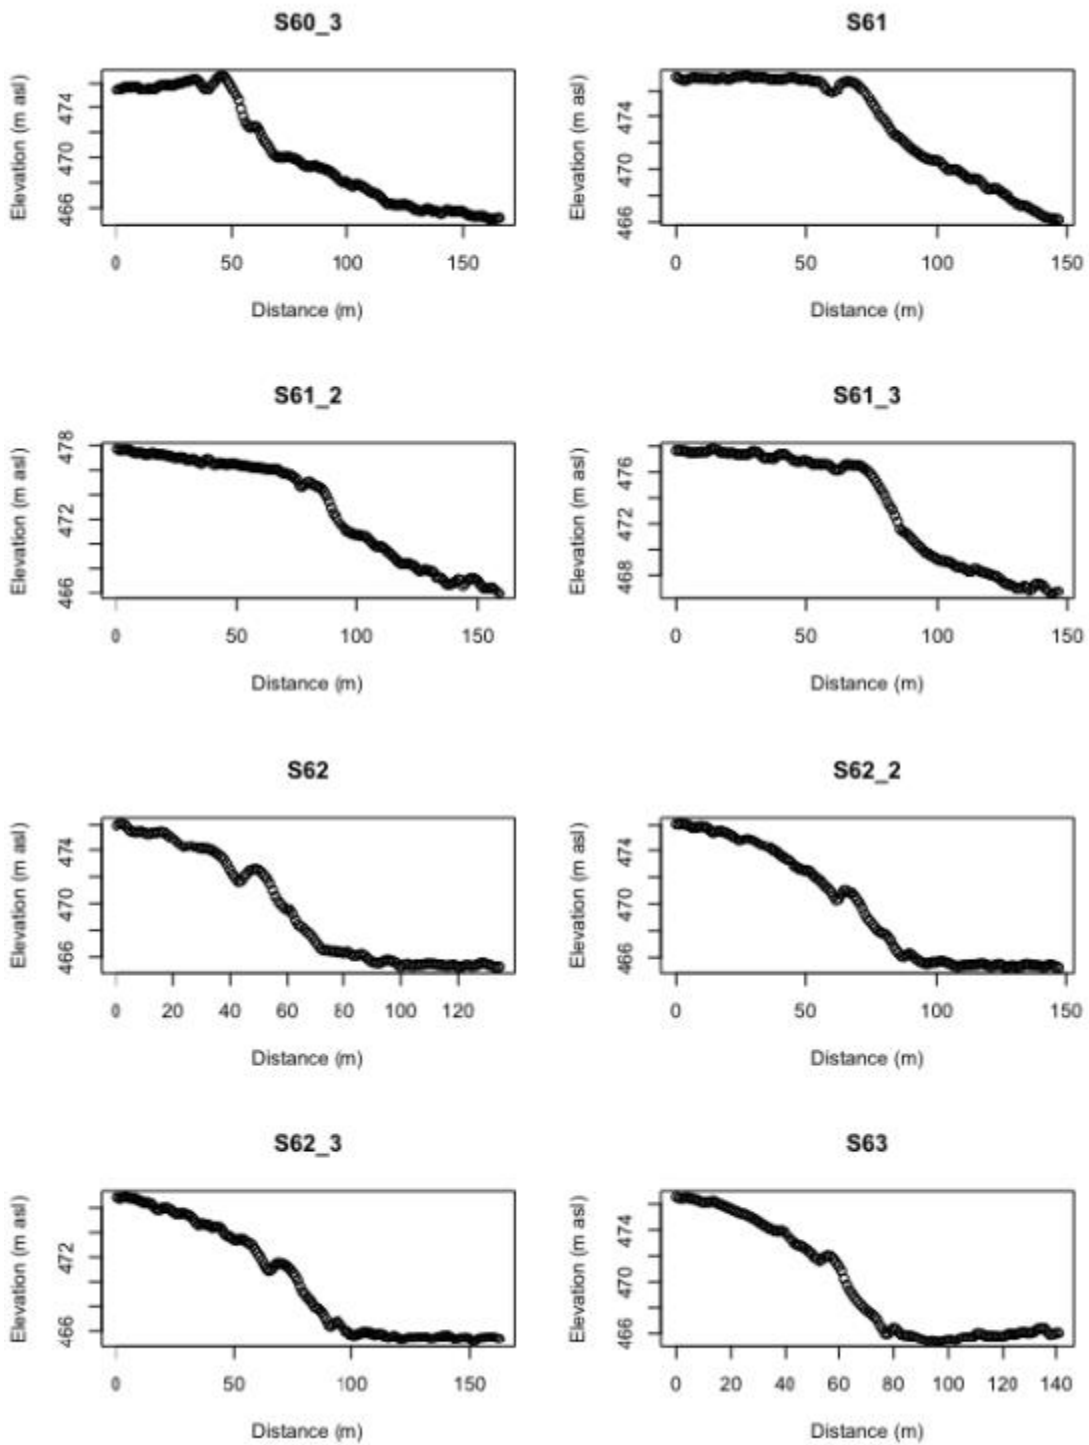 S60_3
Elevation (m asl)
466 470 474
0 50 100 150
Distance (m)
S61
Elevation (m asl)
466 470 474
0 50 100 150
Distance (m)
S61_2
Elevation (m asl)
466 472 478
0 50 100 150
Distance (m)
S61_3
Elevation (m asl)
468 472 476
0 50 100 150
Distance (m)
S62
Elevation (m asl)
466 470 474
0 20 40 60 80 100 120
Distance (m)
S62_2
Elevation (m asl)
466 470 474
0 50 100 150
Distance (m)
S62_3
Elevation (m asl)
466 472
0 50 100 150
Distance (m)
S63
Elevation (m asl)
466 470 474
0 20 40 60 80 100 120 140
Distance (m)